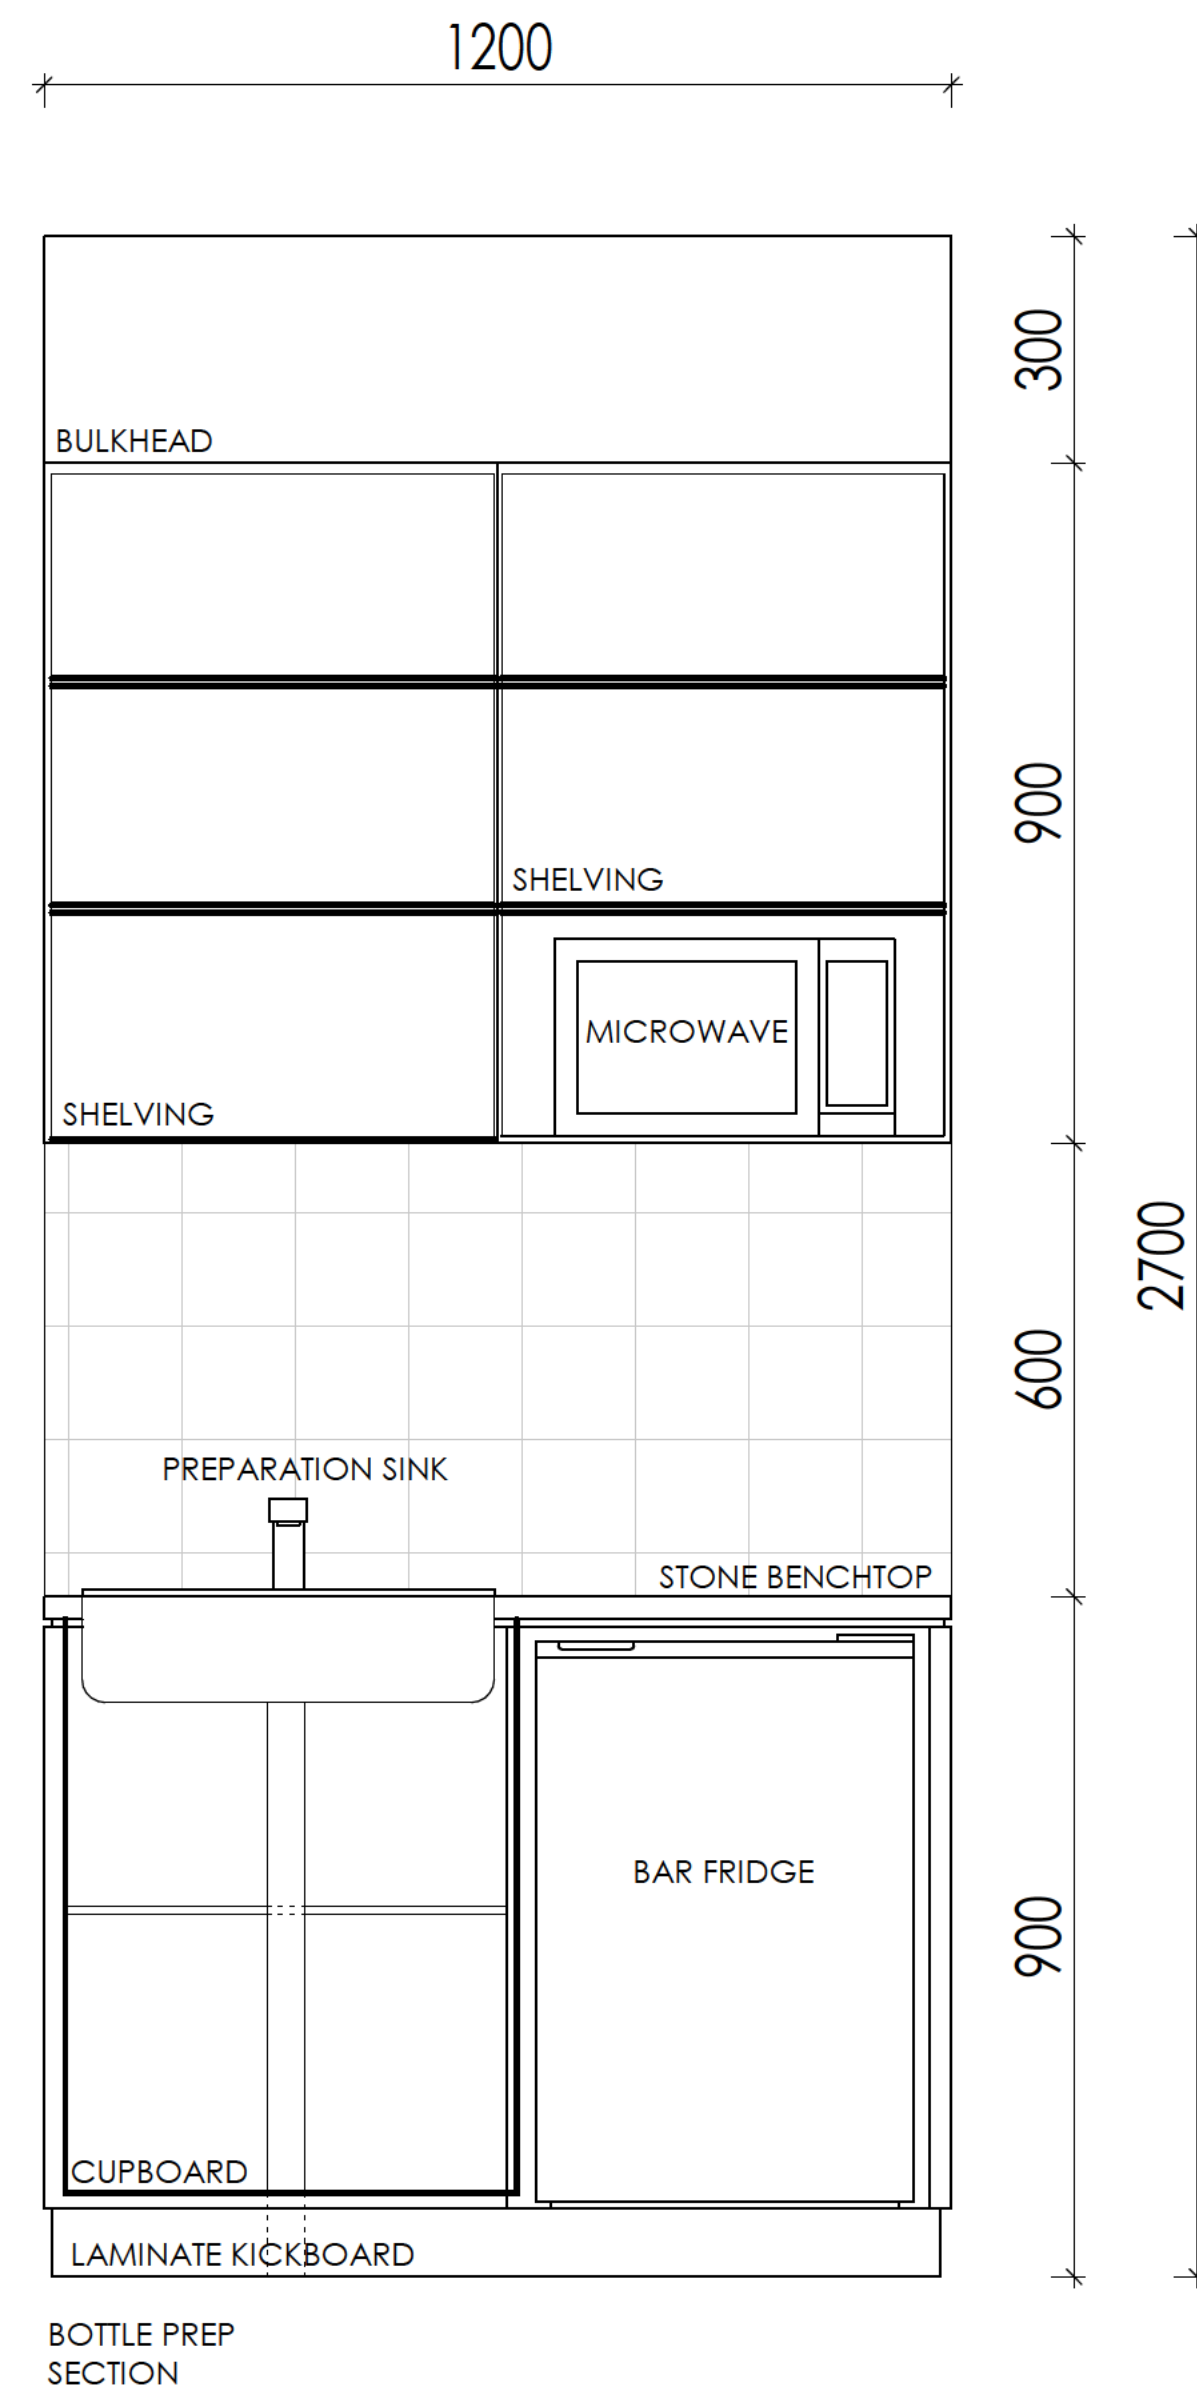 1200
300
BULKHEAD
900
SHELVING
MICROWAVE
SHELVING
2700
600
PREPARATION SINK
STONE BENCHTOP
BAR FRIDGE
900
CUPBOARD
LAMINATE KICKBOARD
BOTTLE PREP
SECTION